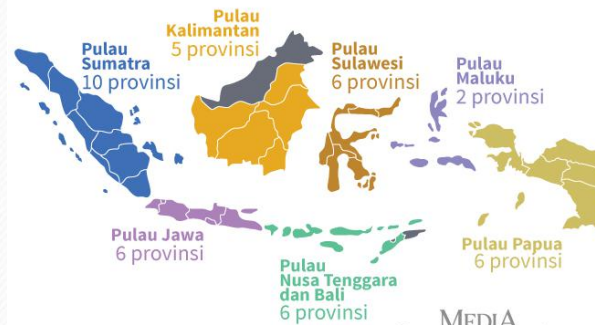 Pulau
Kalimantan
5 provinsi
Pulau
Sumatra
10 provinsi
Pulau
Sulawesi
6 provinsi
Pulau
Maluku
2 provinsi
Pulau Jawa
6 provinsi
Pulau
Nusa Tenggara
dan Bali
6 provinsi
Pulau Papua
6 provinsi
MEDIA